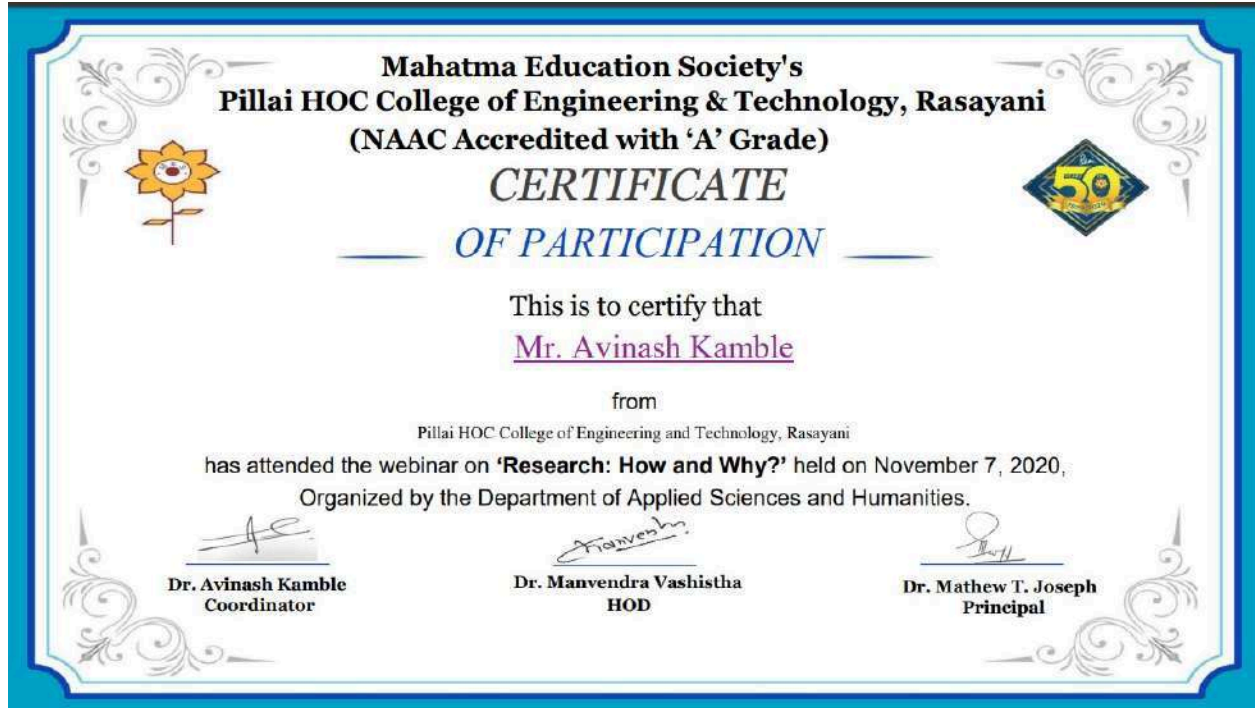 Mahatma Education Society's
Pillai HOC College of Engineering & Technology, Rasayani
(NAAC Accredited with ‘A’ Grade)
CERTIFICATE
OF PARTICIPATION
50
This is to certify that
Mr. Avinash Kamble
from
Pillai HOC College of Engineering and Technology, Rasayani
has attended the webinar on ‘Research: How and Why?’ held on November 7, 2020,
Organized by the Department of Applied Sciences and Humanities.
Manvendra
Dr. Avinash Kamble
Coordinator
Dr. Manvendra Vashistha
HOD
Dr. Mathew T. Joseph
Principal